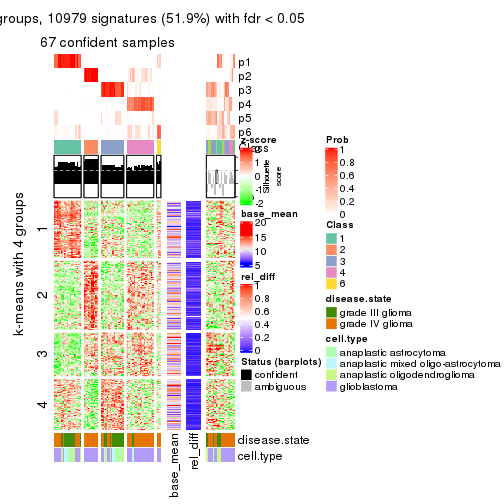 groups, 10979 signatures (51.9%) with fdr < 0.05
67 confident samples
p1
p2
p3
p4
p5
p6
Class
Silhouette
score
k-means with 4 groups
1
2
3
4
z-score
2
1
0
-1
-2
base_mean
20
15
10
5
rel_diff
1
0.8
0.6
0.4
0.2
0
Status (barplots)
confident
ambiguous
Prob
1
0.8
0.6
0.4
0.2
0
Class
1
2
3
4
6
disease.state
grade III glioma
grade IV glioma
cell.type
anaplastic astrocytoma
anaplastic mixed oligo-astrocytoma
anaplastic oligodendroglioma
glioblastoma
disease.state
cell.type
base_mean
rel_diff